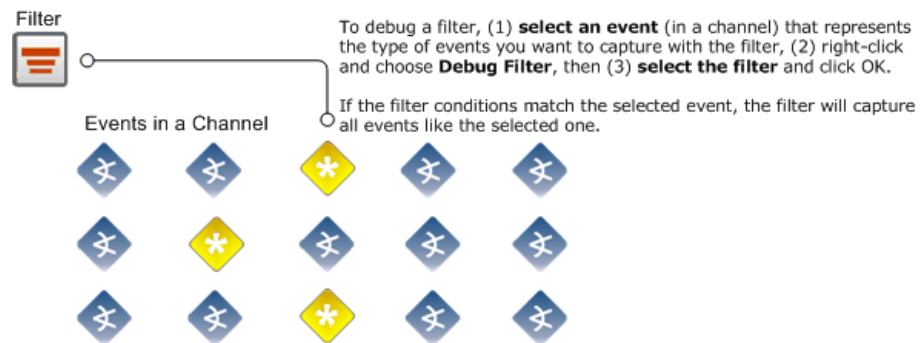 Filter
To debug a filter, (1) select an event (in a channel) that represents
the type of events you want to capture with the filter, (2) right-click
and choose Debug Filter, then (3) select the filter and click OK.
If the filter conditions match the selected event, the filter will capture
all events like the selected one.
Events in a Channel